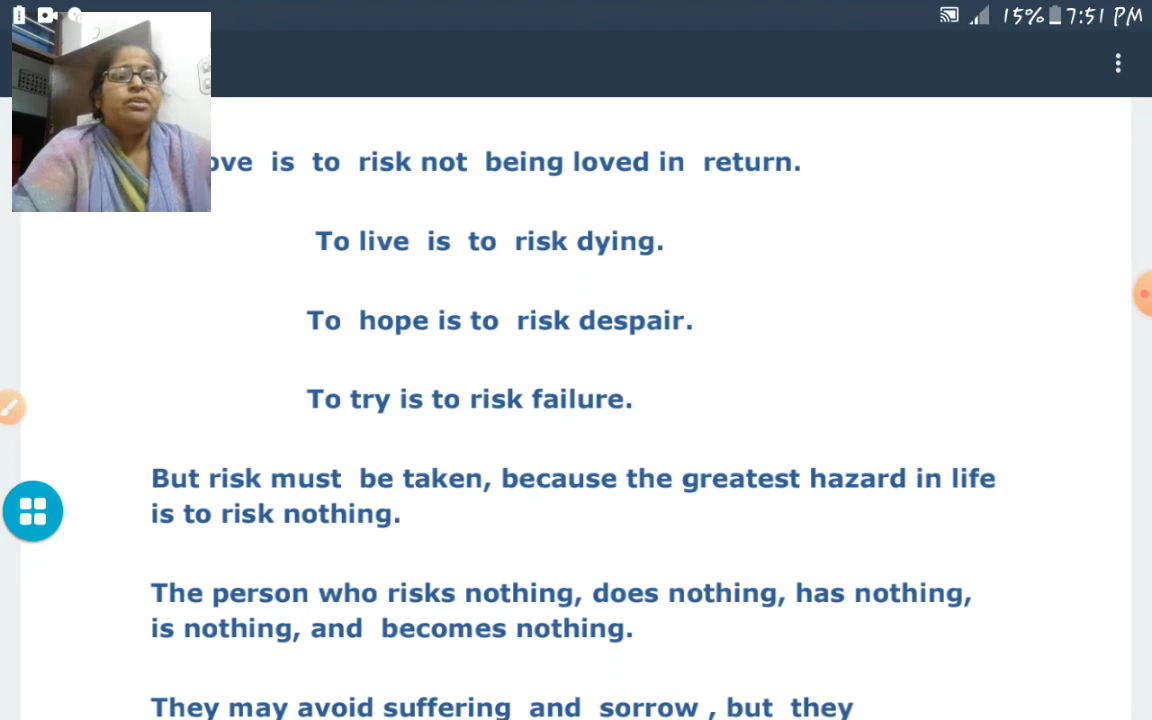 15% 7:51 PM
ove is to risk not being loved in return.
To live is to risk dying.
To hope is to risk despair.
To try is to risk failure.
But risk must be taken, because the greatest hazard in life
is to risk nothing.
The person who risks nothing, does nothing, has nothing,
is nothing, and becomes nothing.
They may avoid suffering and sorrow , but they